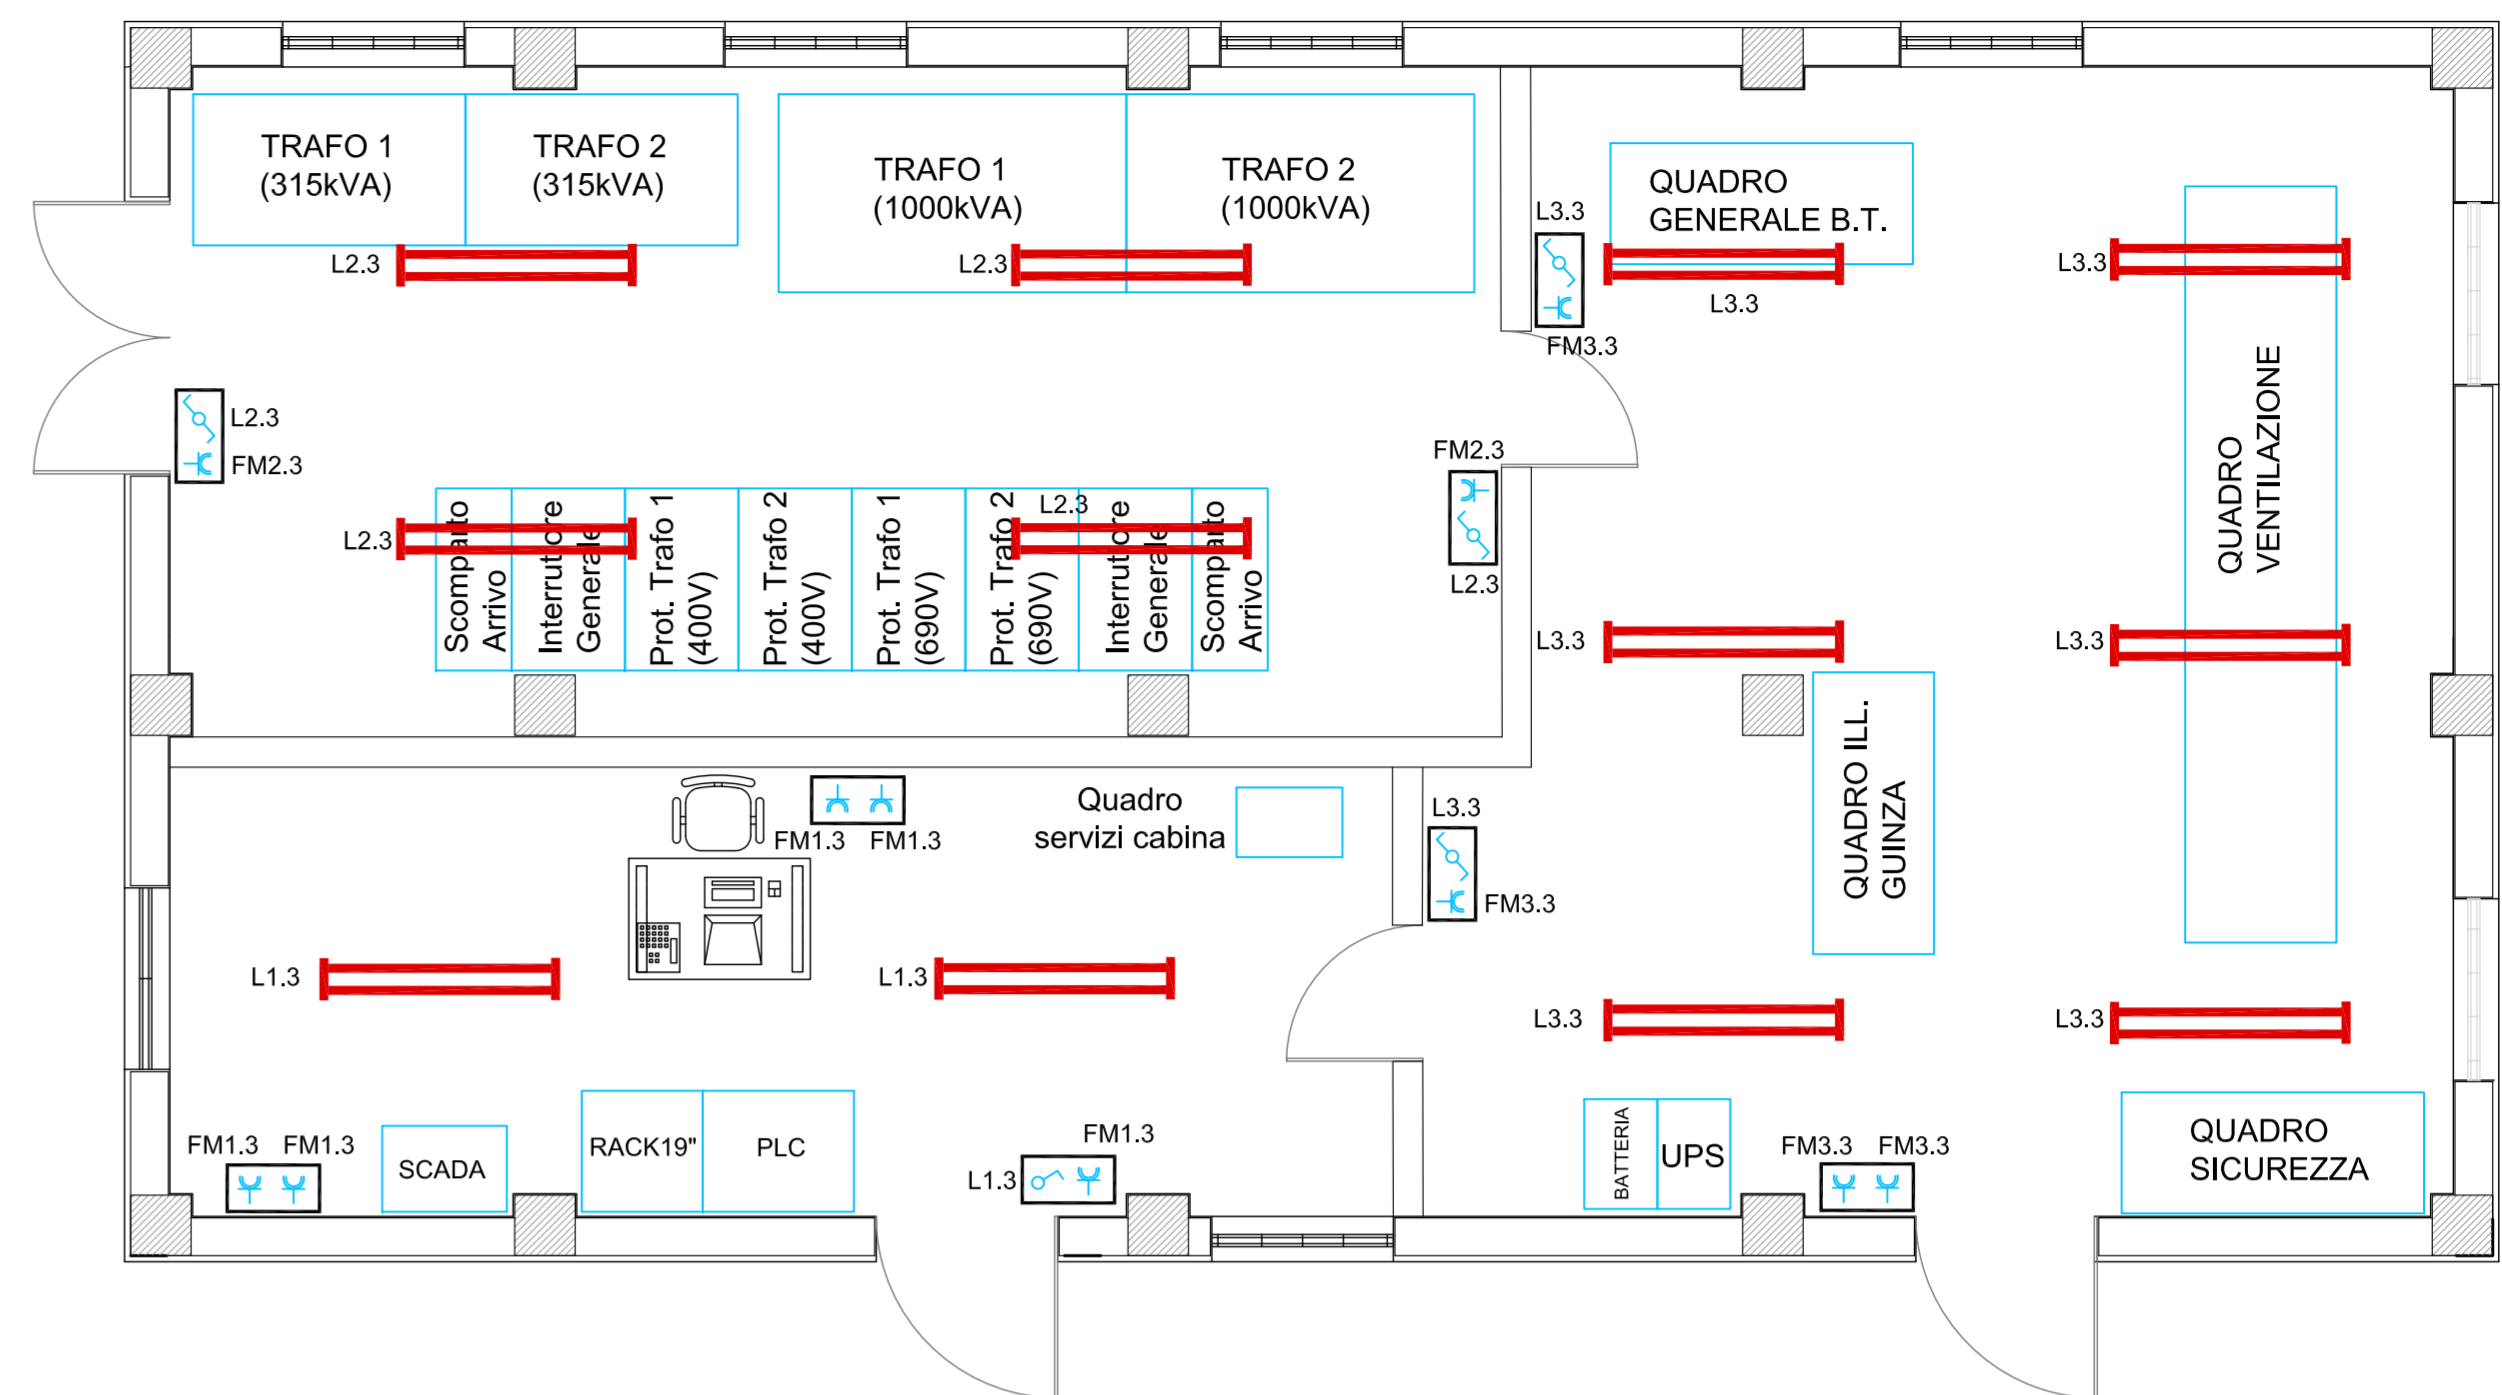 TRAFO 1
(315kVA)
TRAFO 2
(315kVA)
TRAFO 1
(1000kVA)
TRAFO 2
(1000kVA)
QUADRO
GENERALE B.T.
L3.3
L2.3
L2.3
L3.3
L3.3
FM3.3
L2.3
FM2.3
QUADRO
VENTILAZIONE
FM2.3
L2.3
L2.3
L2.3
Scomparto
Arrivo
Interruttore
Generale
Prot. Trafo 1
(400V)
Prot. Trafo 2
(400V)
Prot. Trafo 1
(690V)
Prot. Trafo 2
(690V)
Interruttore
Generale
Scomparto
Arrivo
L3.3
L3.3
QUADRO ILL.
GUINZA
Quadro
servizi cabina
FM1.3 FM1.3
L3.3
FM3.3
L1.3
L1.3
L3.3
L3.3
FM1.3 FM1.3
SCADA
RACK19"
PLC
FM1.3
L1.3
BATTERIA
UPS
FM3.3 FM3.3
QUADRO
SICUREZZA